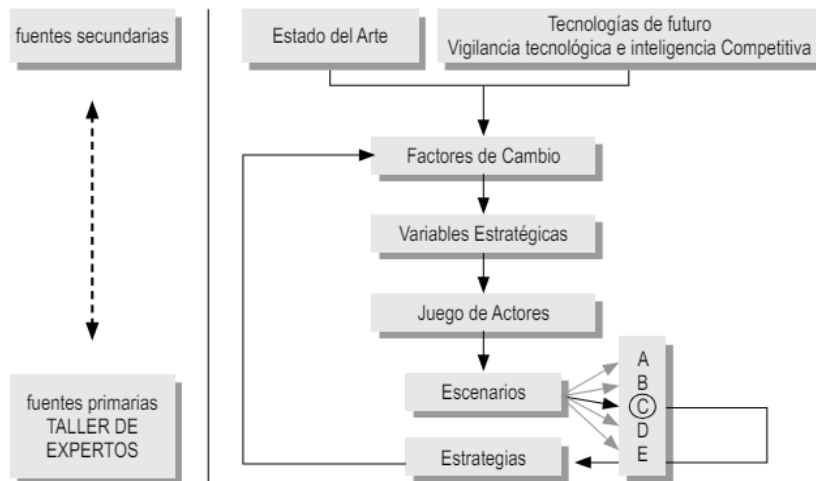 fuentes secundarias
fuentes primarias
TALLER DE
EXPERTOS
Estado del Arte
Tecnologías de futuro
Vigilancia tecnológica e inteligencia Competitiva
Factores de Cambio
Variables Estratégicas
Juego de Actores
Escenarios
A
B
C
D
E
Estrategias